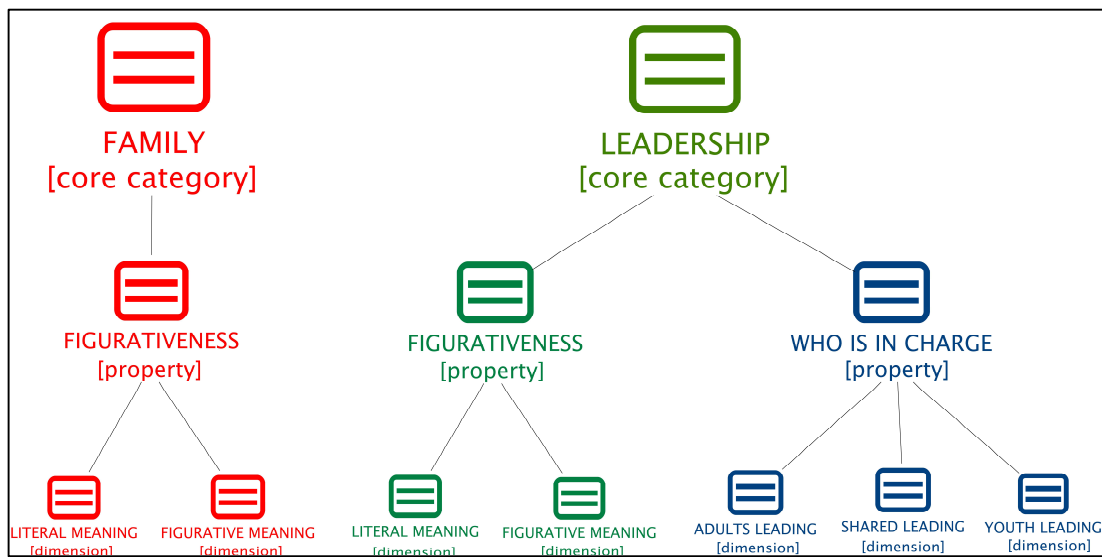 FAMILY
[core category]
LEADERSHIP
[core category]
FIGURATIVENESS
[property]
FIGURATIVENESS
[property]
WHO IS IN CHARGE
[property]
LITERAL MEANING
[dimension]
FIGURATIVE MEANING
[dimension]
LITERAL MEANING
[dimension]
FIGURATIVE MEANING
[dimension]
ADULTS LEADING
[dimension]
SHARED LEADING
[dimension]
YOUTH LEADING
[dimension]